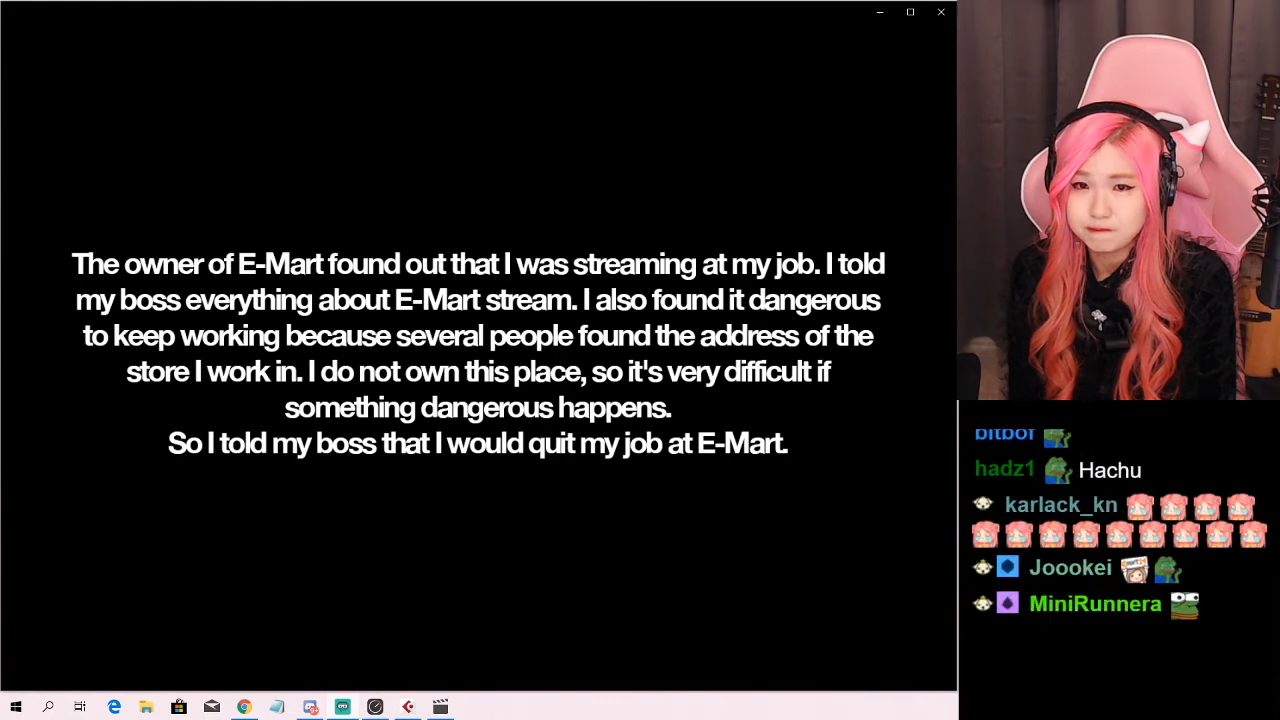 The owner of E-Mart found out that I was streaming at my job. I told
my boss everything about E-Mart stream. I also found it dangerous
to keep working because several people found the address of the
store I work in. I do not own this place, so it's very difficult if
something dangerous happens.
So I told my boss that I would quit my job at E-Mart.
bitbof
hadz1 Hachu
karlack_kn
Joookei
MiniRunnera